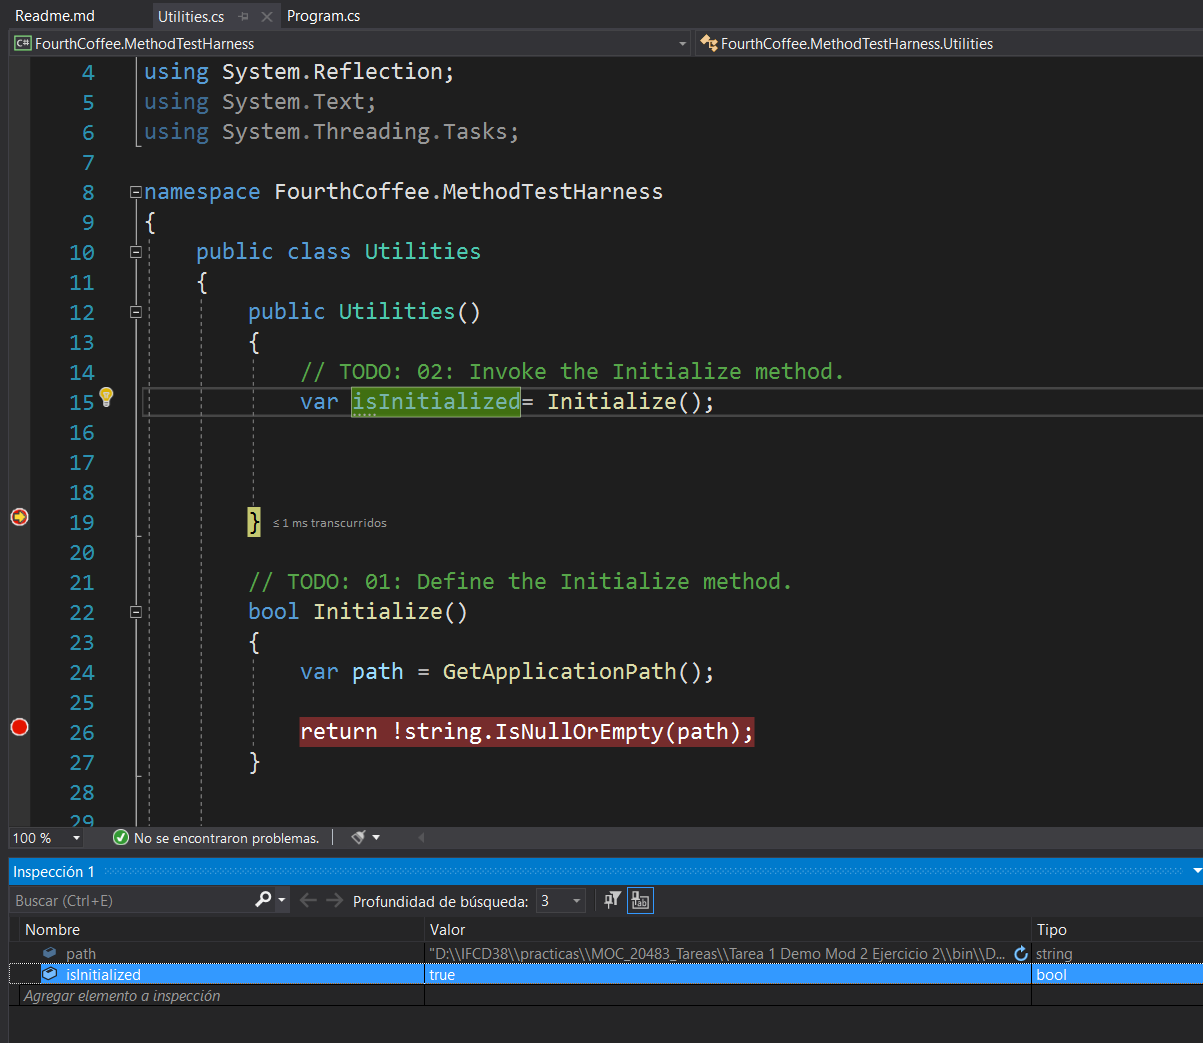 Readme.md Utilities.cs Program.cs
C# FourthCoffee.MethodTestHarness FourthCoffee.MethodTestHarness.Utilities
4 using System.Reflection;
5 using System.Text;
6 using System.Threading.Tasks;
7
8 namespace FourthCoffee.MethodTestHarness
9 {
10 public class Utilities
11 {
12 public Utilities()
13 {
14 // TODO: 02: Invoke the Initialize method.
15 var isInitialized= Initialize();
16
17
18
19 } ≤ 1 ms transcurridos
20
21 // TODO: 01: Define the Initialize method.
22 bool Initialize()
23 {
24 var path = GetApplicationPath();
25
26 return !string.IsNullOrEmpty(path);
27 }
28
29
100 % No se encontraron problemas.
Inspección 1
Buscar (Ctrl+E) Profundidad de búsqueda: 3
Nombre Valor Tipo
path "D:\\IFCD38\\practicas\\MOC_20483_Tareas\\Tarea 1 Demo Mod 2 Ejercicio 2\\bin\\D... string
isInitialized true bool
Agregar elemento a inspección